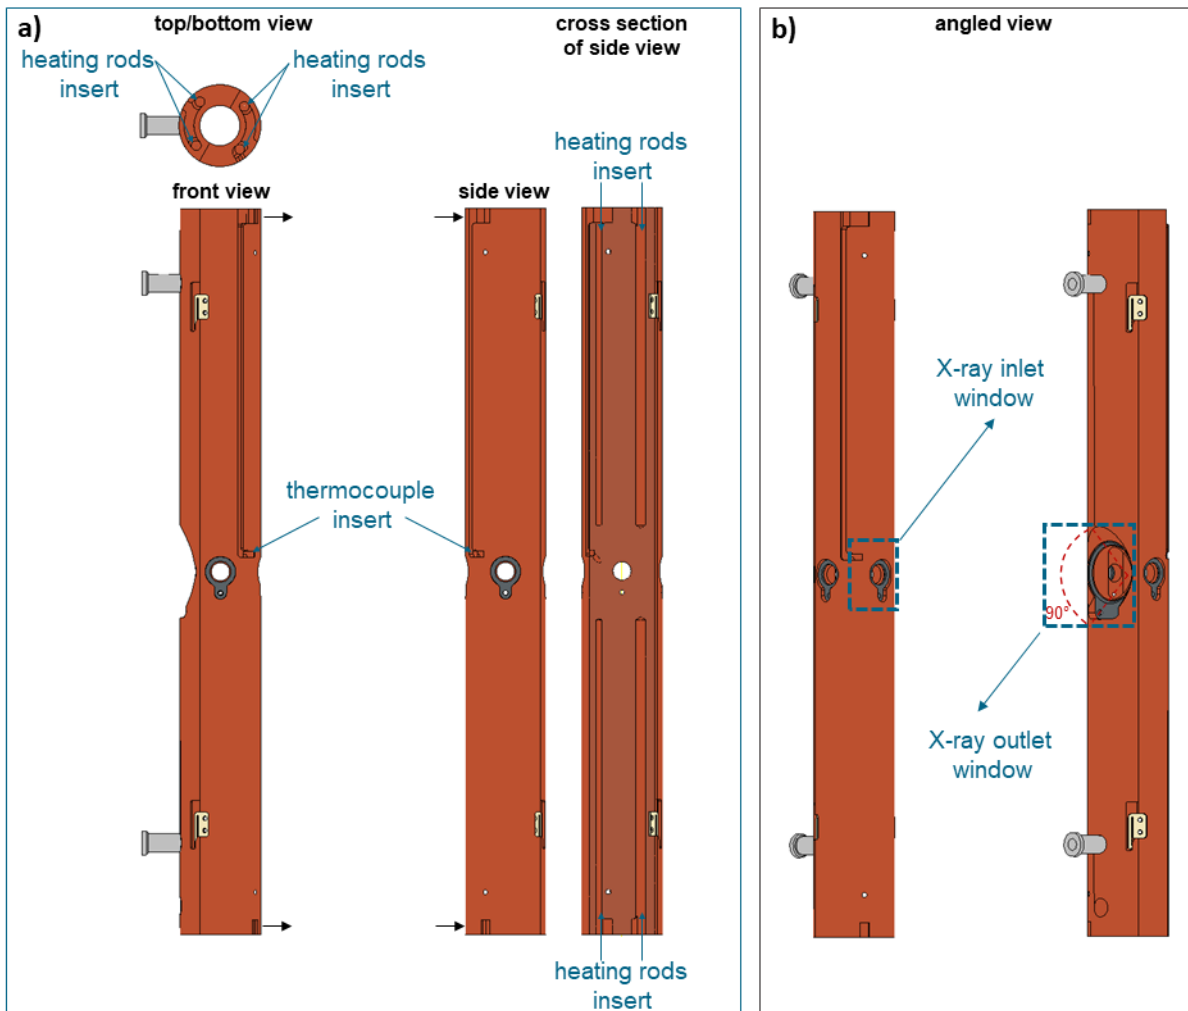 a)
top/bottom view
heating rods
insert
heating rods
insert
cross section
of side view
heating rods
insert
front view
side view
thermocouple
insert
heating rods
insert
b)
angled view
X-ray inlet
window
90°
X-ray outlet
window